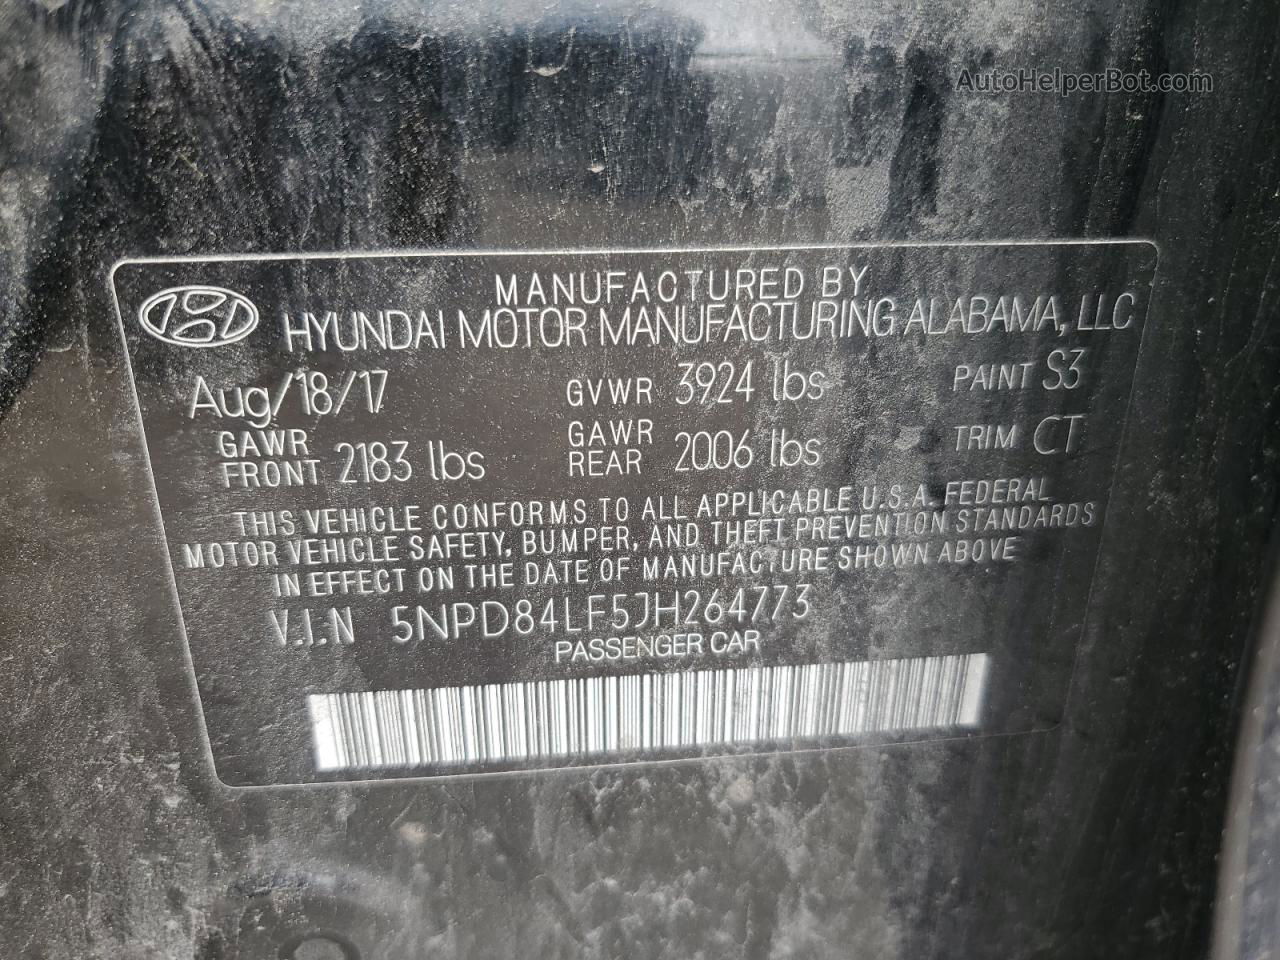 AutoHelperBot.com
MANUFACTURED BY
HYUNDAI MOTOR MANUFACTURING ALABAMA, LLC
Aug/18/17 GVWR 3924 lbs PAINT S3
GAWR FRONT 2183 lbs GAWR REAR 2006 lbs TRIM CT
THIS VEHICLE CONFORMS TO ALL APPLICABLE U.S.A. FEDERAL
MOTOR VEHICLE SAFETY, BUMPER, AND THEFT PREVENTION STANDARDS
IN EFFECT ON THE DATE OF MANUFACTURE SHOWN ABOVE
V.I.N 5NPD84LF5JH264773
PASSENGER CAR